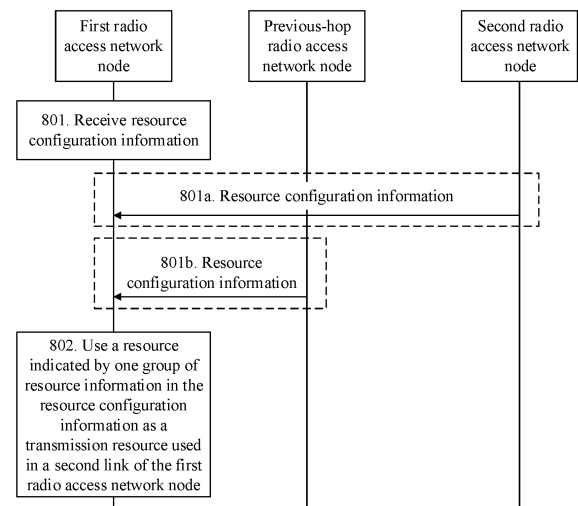 First radio
access network
node
Previous-hop
radio access
network node
Second radio
access network
node
801. Receive resource
configuration information
801a. Resource configuration information
801b. Resource
configuration information
802. Use a resource
indicated by one group of
resource information in the
resource configuration
information as a
transmission resource used
in a second link of the first
radio access network node